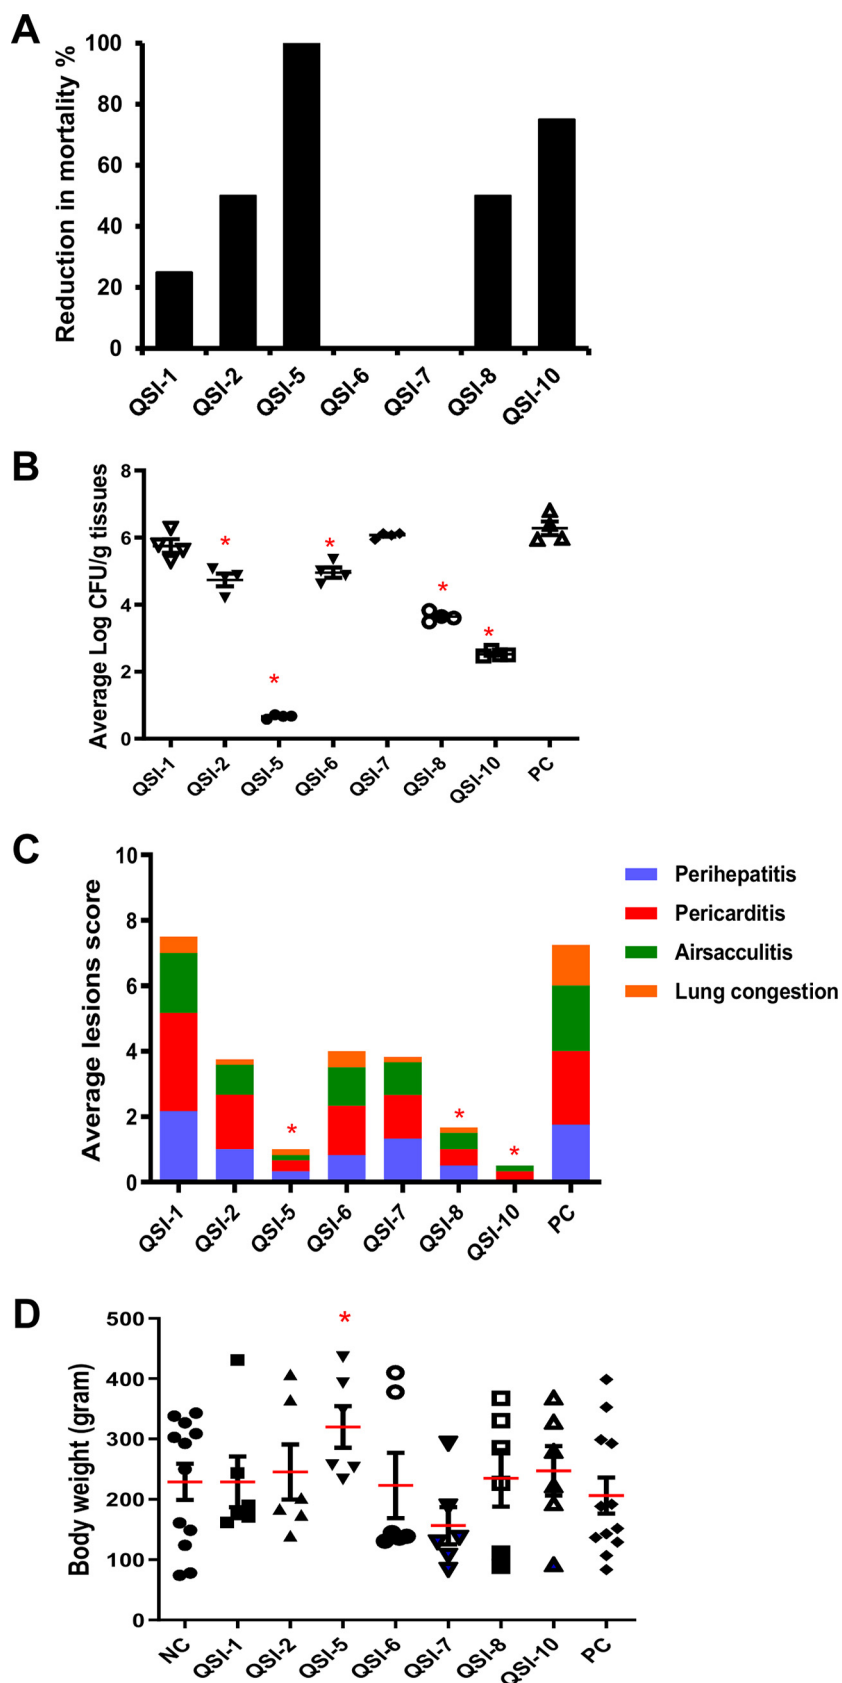 A
Reduction in mortality %
100
80
60
40
20
0
QSI-1
QSI-2
QSI-5
QSI-6
QSI-7
QSI-8
QSI-10
B
Average Log CFU/g tissues
8
6
4
2
0
*
*
*
*
*
QSI-1
QSI-2
QSI-5
QSI-6
QSI-7
QSI-8
QSI-10
PC
C
Average lesions score
10
8
6
4
2
0
*
*
*
Perihepatitis
Pericarditis
Airsacculitis
Lung congestion
QSI-1
QSI-2
QSI-5
QSI-6
QSI-7
QSI-8
QSI-10
PC
D
Body weight (gram)
500
400
300
200
100
0
*
NC
QSI-1
QSI-2
QSI-5
QSI-6
QSI-7
QSI-8
QSI-10
PC